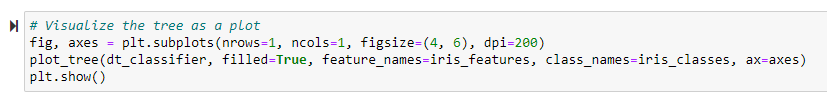 # Visualize the tree as a plot
fig, axes = plt.subplots(nrows=1, ncols=1, figsize=(4, 6), dpi=200)
plot_tree(dt_classifier, filled=True, feature_names=iris_features, class_names=iris_classes, ax=axes)
plt.show()